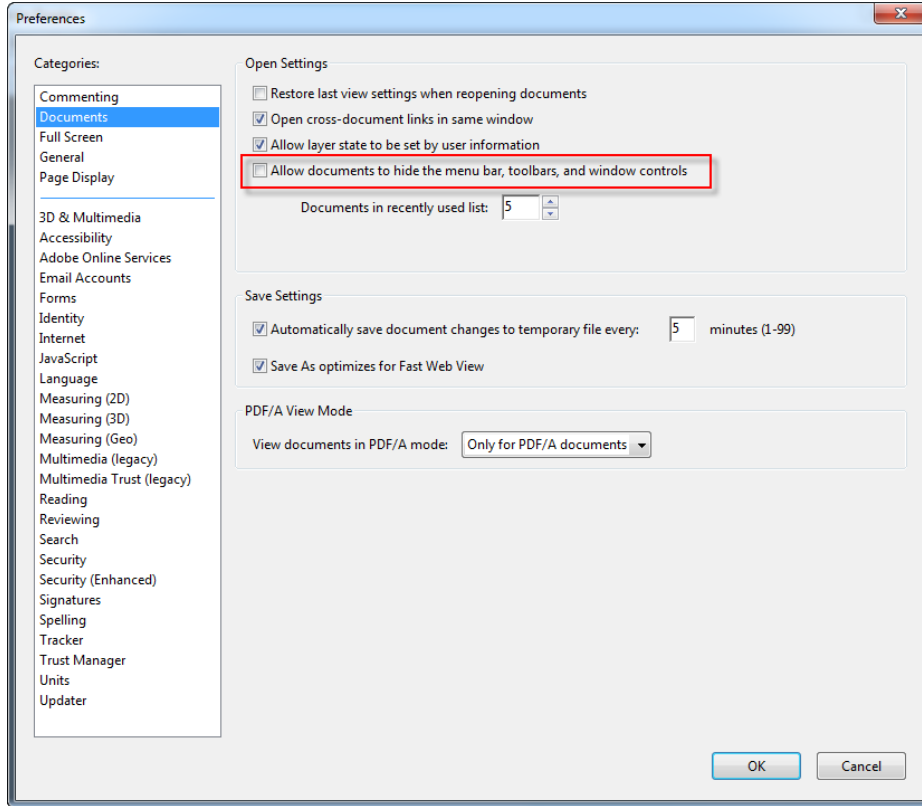 Preferences
Categories:
Commenting
Documents
Full Screen
General
Page Display
3D & Multimedia
Accessibility
Adobe Online Services
Email Accounts
Forms
Identity
Internet
JavaScript
Language
Measuring (2D)
Measuring (3D)
Measuring (Geo)
Multimedia (legacy)
Multimedia Trust (legacy)
Reading
Reviewing
Search
Security
Security (Enhanced)
Signatures
Spelling
Tracker
Trust Manager
Units
Updater
Open Settings
Restore last view settings when reopening documents
Open cross-document links in same window
Allow layer state to be set by user information
Allow documents to hide the menu bar, toolbars, and window controls
Documents in recently used list: 5
Save Settings
Automatically save document changes to temporary file every: 5 minutes (1-99)
Save As optimizes for Fast Web View
PDF/A View Mode
View documents in PDF/A mode: Only for PDF/A documents
OK Cancel